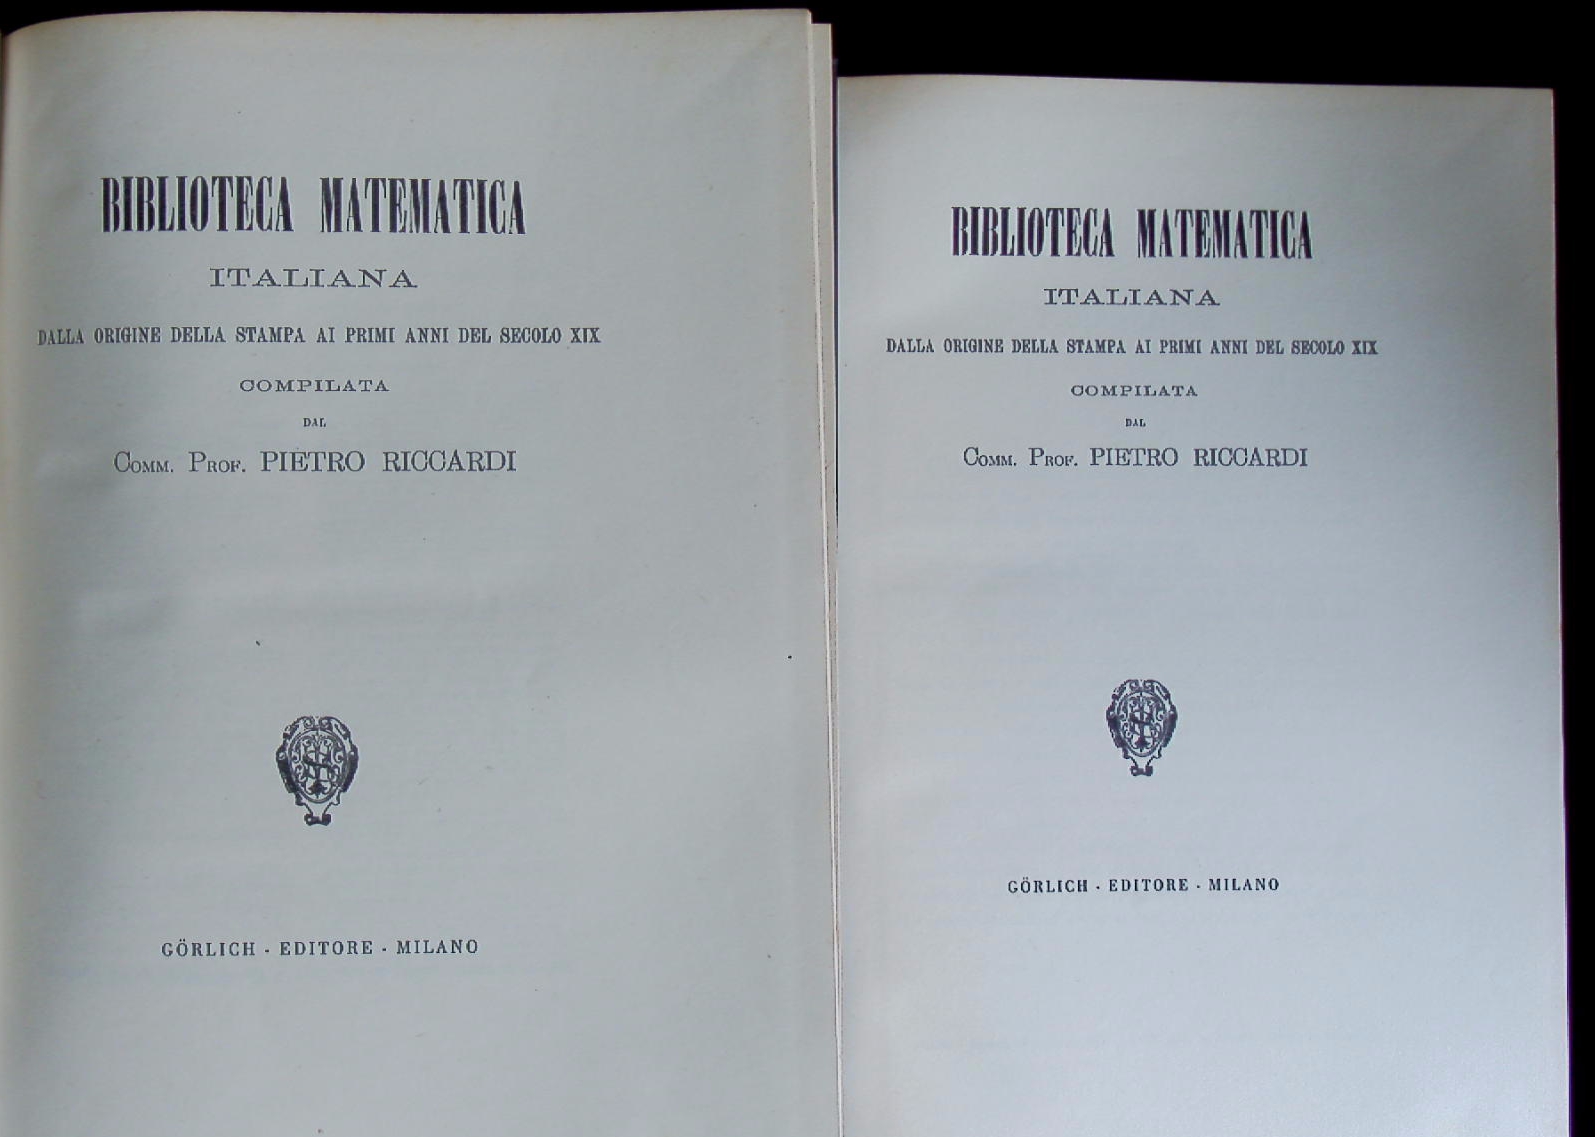 BIBLIOTECA MATEMATICA
ITALIANA
DALLA ORIGINE DELLA STAMPA AI PRIMI ANNI DEL SECOLO XIX
COMPILATA
DAL
COMM. PROF. PIETRO RICCARDI
GÖRLICH - EDITORE - MILANO
BIBLIOTECA MATEMATICA
ITALIANA
DALLA ORIGINE DELLA STAMPA AI PRIMI ANNI DEL SECOLO XIX
COMPILATA
DAL
COMM. PROF. PIETRO RICCARDI
GÖRLICH - EDITORE - MILANO